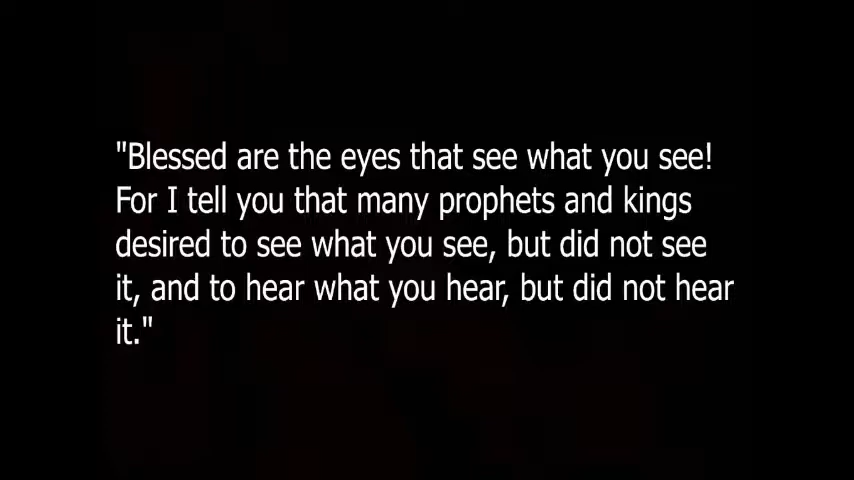 "Blessed are the eyes that see what you see!
For I tell you that many prophets and kings
desired to see what you see, but did not see
it, and to hear what you hear, but did not hear
it."